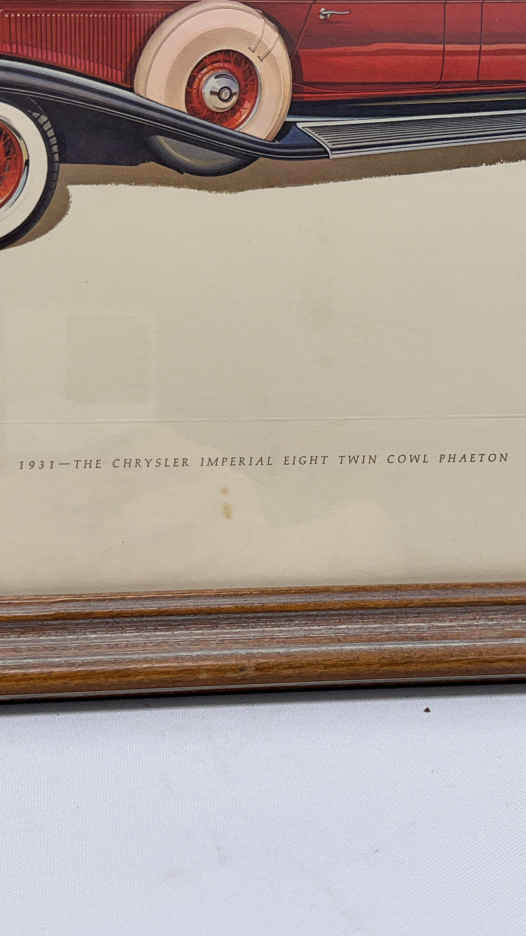 1931—THE CHRYSLER IMPERIAL EIGHT TWIN COWL PHAETON